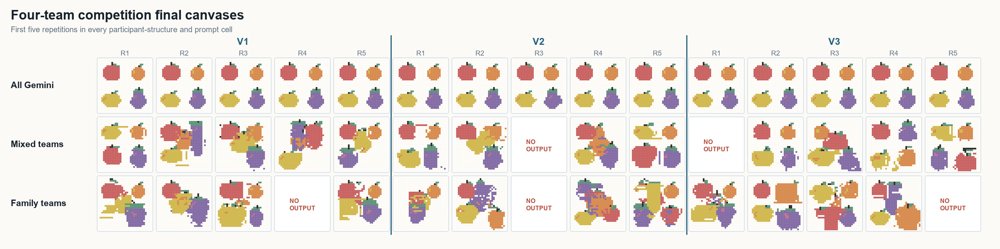 Four-team competition final canvases
First five repetitions in every participant-structure and prompt cell
V1 V2 V3
R1 R2 R3 R4 R5 R1 R2 R3 R4 R5 R1 R2 R3 R4 R5
All Gemini
Mixed teams
NO
OUTPUT
NO
OUTPUT
Family teams
NO
OUTPUT
NO
OUTPUT
NO
OUTPUT